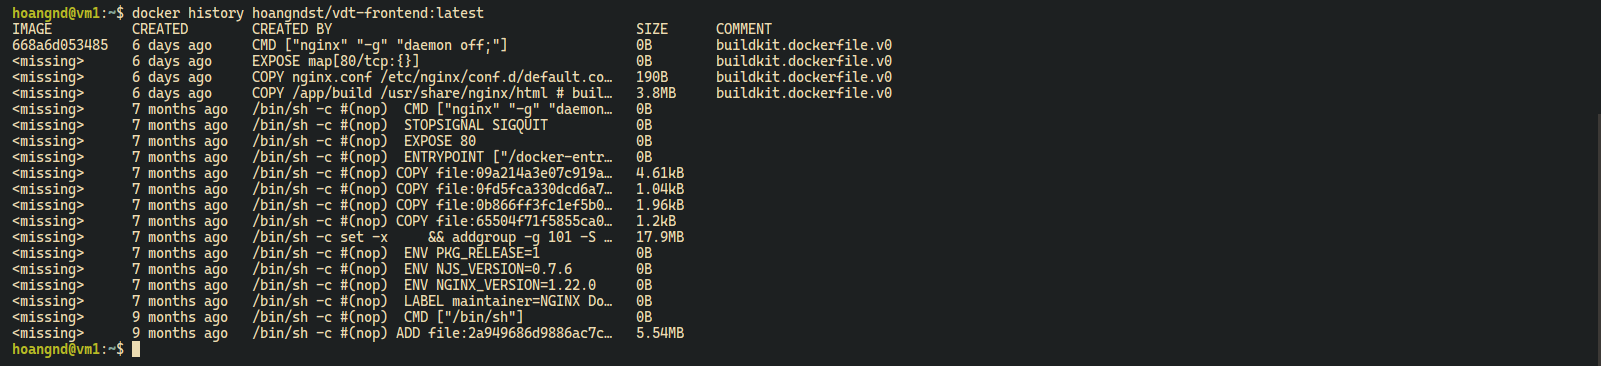 hoangnd@vm1:~$ docker history hoangndst/vdt-frontend:latest
IMAGE CREATED CREATED BY SIZE COMMENT
668a6d053485 6 days ago CMD ["nginx" "-g" "daemon off;"] 0B buildkit.dockerfile.v0
<missing> 6 days ago EXPOSE map[80/tcp:{}] 0B buildkit.dockerfile.v0
<missing> 6 days ago COPY nginx.conf /etc/nginx/conf.d/default.co… 190B buildkit.dockerfile.v0
<missing> 6 days ago COPY /app/build /usr/share/nginx/html # buil… 3.8MB buildkit.dockerfile.v0
<missing> 7 months ago /bin/sh -c #(nop) CMD ["nginx" "-g" "daemon… 0B
<missing> 7 months ago /bin/sh -c #(nop) STOPSIGNAL SIGQUIT 0B
<missing> 7 months ago /bin/sh -c #(nop) EXPOSE 80 0B
<missing> 7 months ago /bin/sh -c #(nop) ENTRYPOINT ["/docker-entr… 0B
<missing> 7 months ago /bin/sh -c #(nop) COPY file:09a214a3e07c919a… 4.61kB
<missing> 7 months ago /bin/sh -c #(nop) COPY file:0fd5fca330dcd6a7… 1.04kB
<missing> 7 months ago /bin/sh -c #(nop) COPY file:0b866ff3fc1ef5b0… 1.96kB
<missing> 7 months ago /bin/sh -c #(nop) COPY file:65504f71f5855ca0… 1.2kB
<missing> 7 months ago /bin/sh -c set -x && addgroup -g 101 -S … 17.9MB
<missing> 7 months ago /bin/sh -c #(nop) ENV PKG_RELEASE=1 0B
<missing> 7 months ago /bin/sh -c #(nop) ENV NJS_VERSION=0.7.6 0B
<missing> 7 months ago /bin/sh -c #(nop) ENV NGINX_VERSION=1.22.0 0B
<missing> 7 months ago /bin/sh -c #(nop) LABEL maintainer=NGINX Do… 0B
<missing> 9 months ago /bin/sh -c #(nop) CMD ["/bin/sh"] 0B
<missing> 9 months ago /bin/sh -c #(nop) ADD file:2a949686d9886ac7c… 5.54MB
hoangnd@vm1:~$